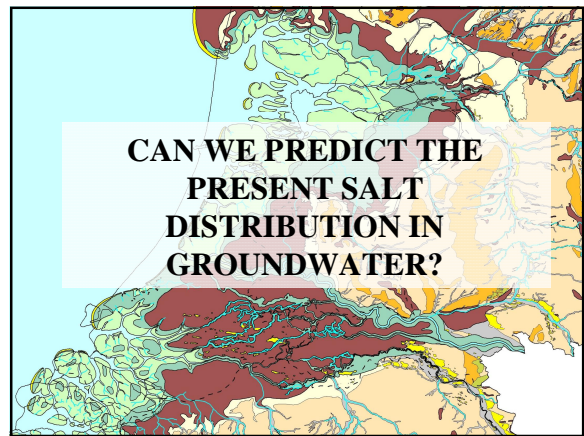 CAN WE PREDICT THE
PRESENT SALT
DISTRIBUTION IN
GROUNDWATER?